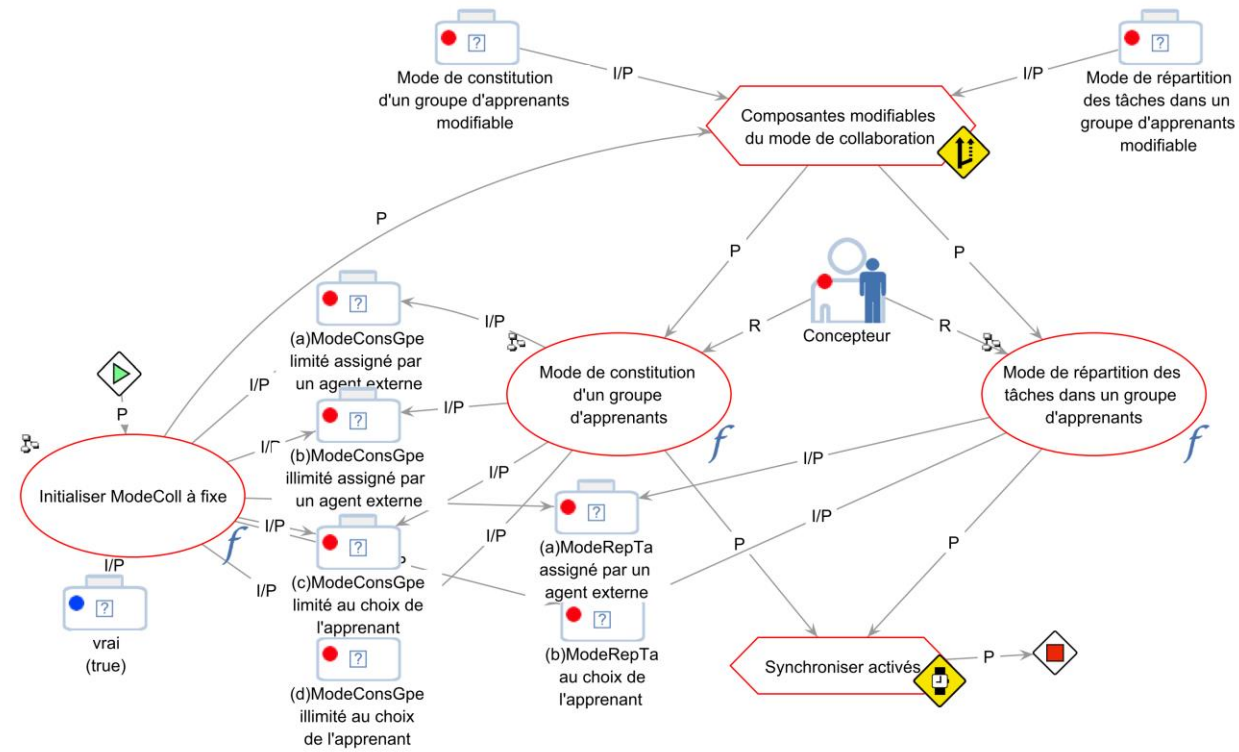 Mode de constitution
d'un groupe d'apprenants
modifiable
I/P
I/P
Mode de répartition
des tâches dans un
groupe d'apprenants
modifiable
Composantes modifiables
du mode de collaboration
P
P
P
Concepteur
R
R
(a)ModeConsGpe
limité assigné par
un agent externe
I/P
I/P
I/P
Mode de constitution
d'un groupe
d'apprenants
f
Mode de répartition des
tâches dans un groupe
d'apprenants
f
P
Initialiser ModeColl à fixe
f
I/P
(b)ModeConsGpe
illimité assigné par
un agent externe
I/P
I/P
I/P
I/P
I/P
(c)ModeConsGpe
limité au choix de
l'apprenant
I/P
(a)ModeRepTa
assigné par un
agent externe
P
P
I/P
vrai
(true)
(d)ModeConsGpe
illimité au choix
de l'apprenant
(b)ModeRepTa
au choix de
l'apprenant
Synchroniser activés
P